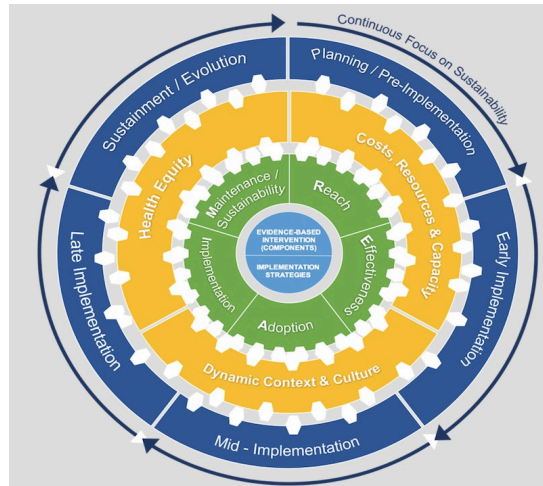 Continuous Focus on Sustainability
Planning / Pre-Implementation
Early Implementation
Mid - Implementation
Late Implementation
Sustainment / Evolution
Costs, Resources & Capacity
Dynamic Context & Culture
Health Equity
Reach
Effectiveness
Adoption
Implementation
Maintenance /
Sustainability
EVIDENCE-BASED
INTERVENTION
(COMPONENTS)
IMPLEMENTATION
STRATEGIES